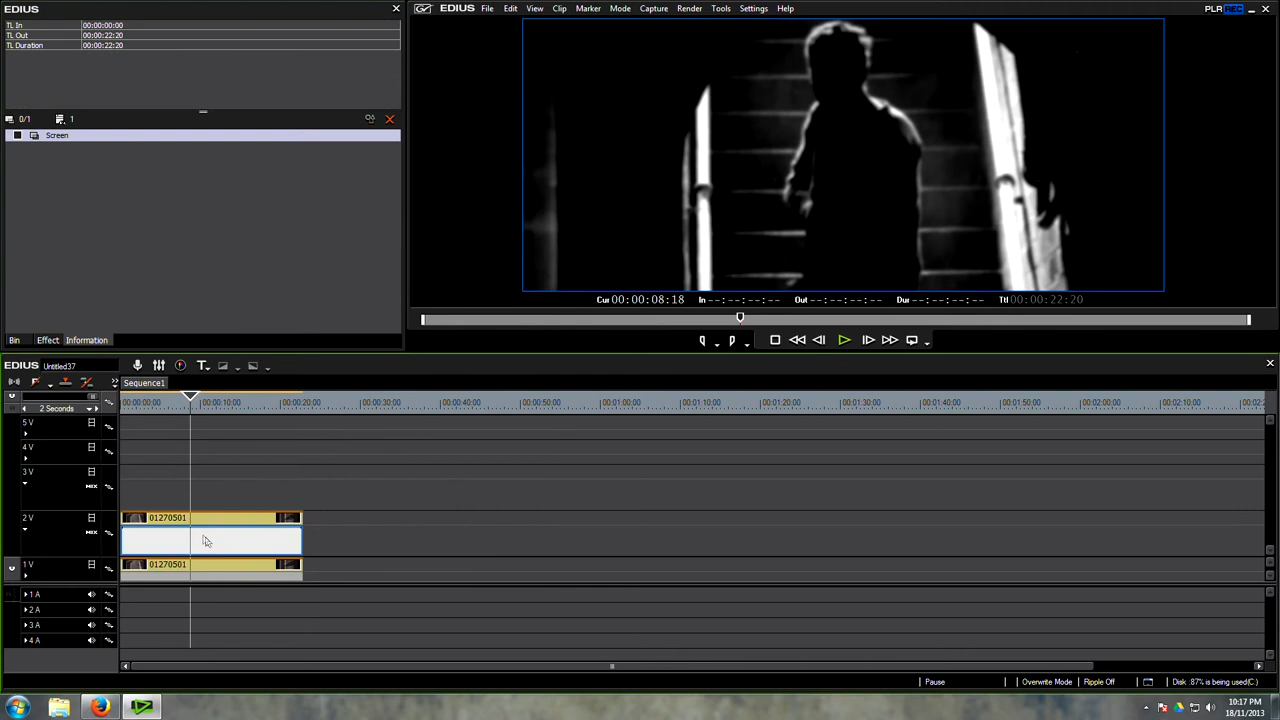 EDIUS
TL In 00:00:00:00
TL Out 00:00:22:20
TL Duration 00:00:22:20
0/1 1
Screen
Bin Effect Information
EDIUS File Edit View Clip Marker Mode Capture Render Tools Settings Help PLR REC
Cur 00:00:08:18 In --:--:--:-- Out --:--:--:-- Dur --:--:--:-- Ttl 00:00:22:20
EDIUS Untitled37
Sequence1
2 Seconds
00:00:00:00 00:00:10:00 00:00:20:00 00:00:30:00 00:00:40:00 00:00:50:00 00:01:00:00 00:01:10:00 00:01:20:00 00:01:30:00 00:01:40:00 00:01:50:00 00:02:00:00 00:02:10:00 00:02:2
5 V
4 V
3 V
MIX
2 V 01270501
MIX
1 V 01270501
1 A
2 A
3 A
4 A
Pause Overwrite Mode Ripple Off Disk :87% is being used(C:)
10:17 PM
18/11/2013